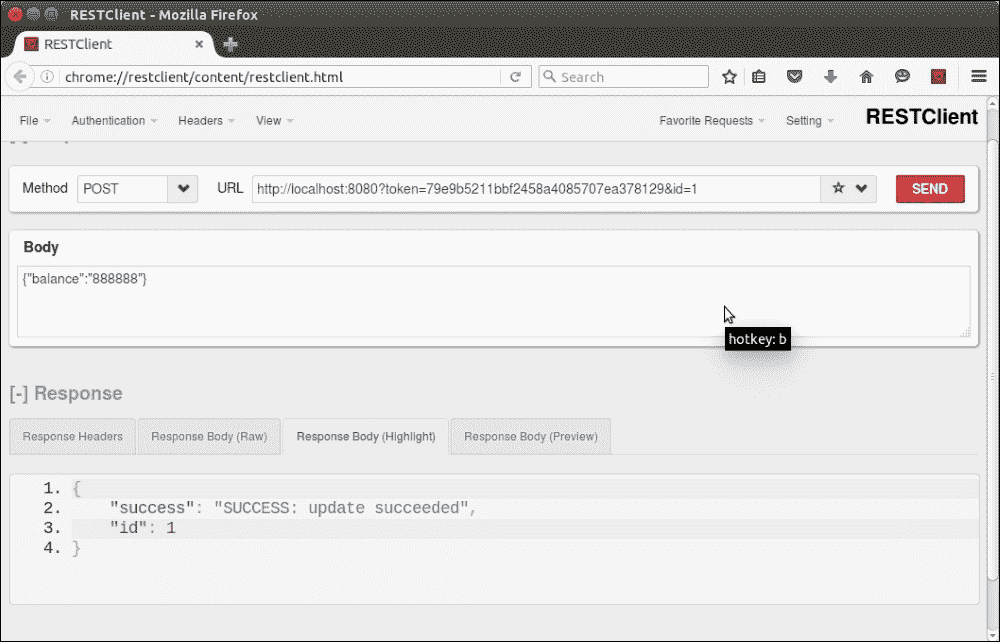 RESTClient - Mozilla Firefox
RESTClient
chrome://restclient/content/restclient.html
Search
File Authentication Headers View Favorite Requests Setting RESTClient
Method POST URL http://localhost:8080?token=79e9b5211bbf2458a4085707ea378129&id=1 SEND
Body
{"balance":"888888"}
hotkey: b
[-] Response
Response Headers Response Body (Raw) Response Body (Highlight) Response Body (Preview)
1. {
2. "success": "SUCCESS: update succeeded",
3. "id": 1
4. }